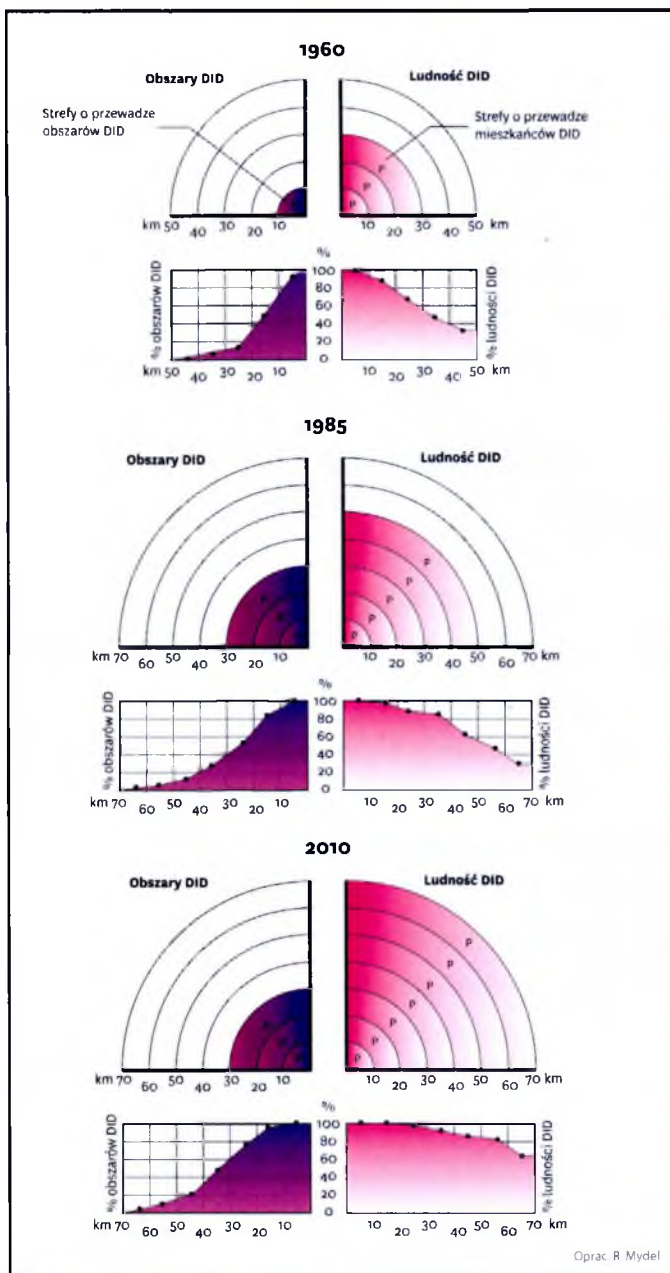 1960
Obszary DID
Ludność DID
Strefy o przewadze
obszarów DID
Strefy o przewadze
mieszkańców DID
P
P
P
km 50 40 30 20 10
10 20 30 40 50 km
% obszarów DID
%
100
80
60
40
20
0
% ludności DID
km 50 40 30 20 10
10 20 30 40 50 km
1985
Obszary DID
Ludność DID
P
P
P
P
P
km 70 60 50 40 30 20 10
10 20 30 40 50 60 70 km
% obszarów DID
%
100
80
60
40
20
0
% ludności DID
km 70 60 50 40 30 20 10
10 20 30 40 50 60 70 km
2010
Obszary DID
Ludność DID
P
P
P
P
P
P
P
km 70 60 50 40 30 20 10
10 20 30 40 50 60 70 km
% obszarów DID
%
100
80
60
40
20
0
% ludności DID
km 70 60 50 40 30 20 10
10 20 30 40 50 60 70 km
Oprac. R. Mydel